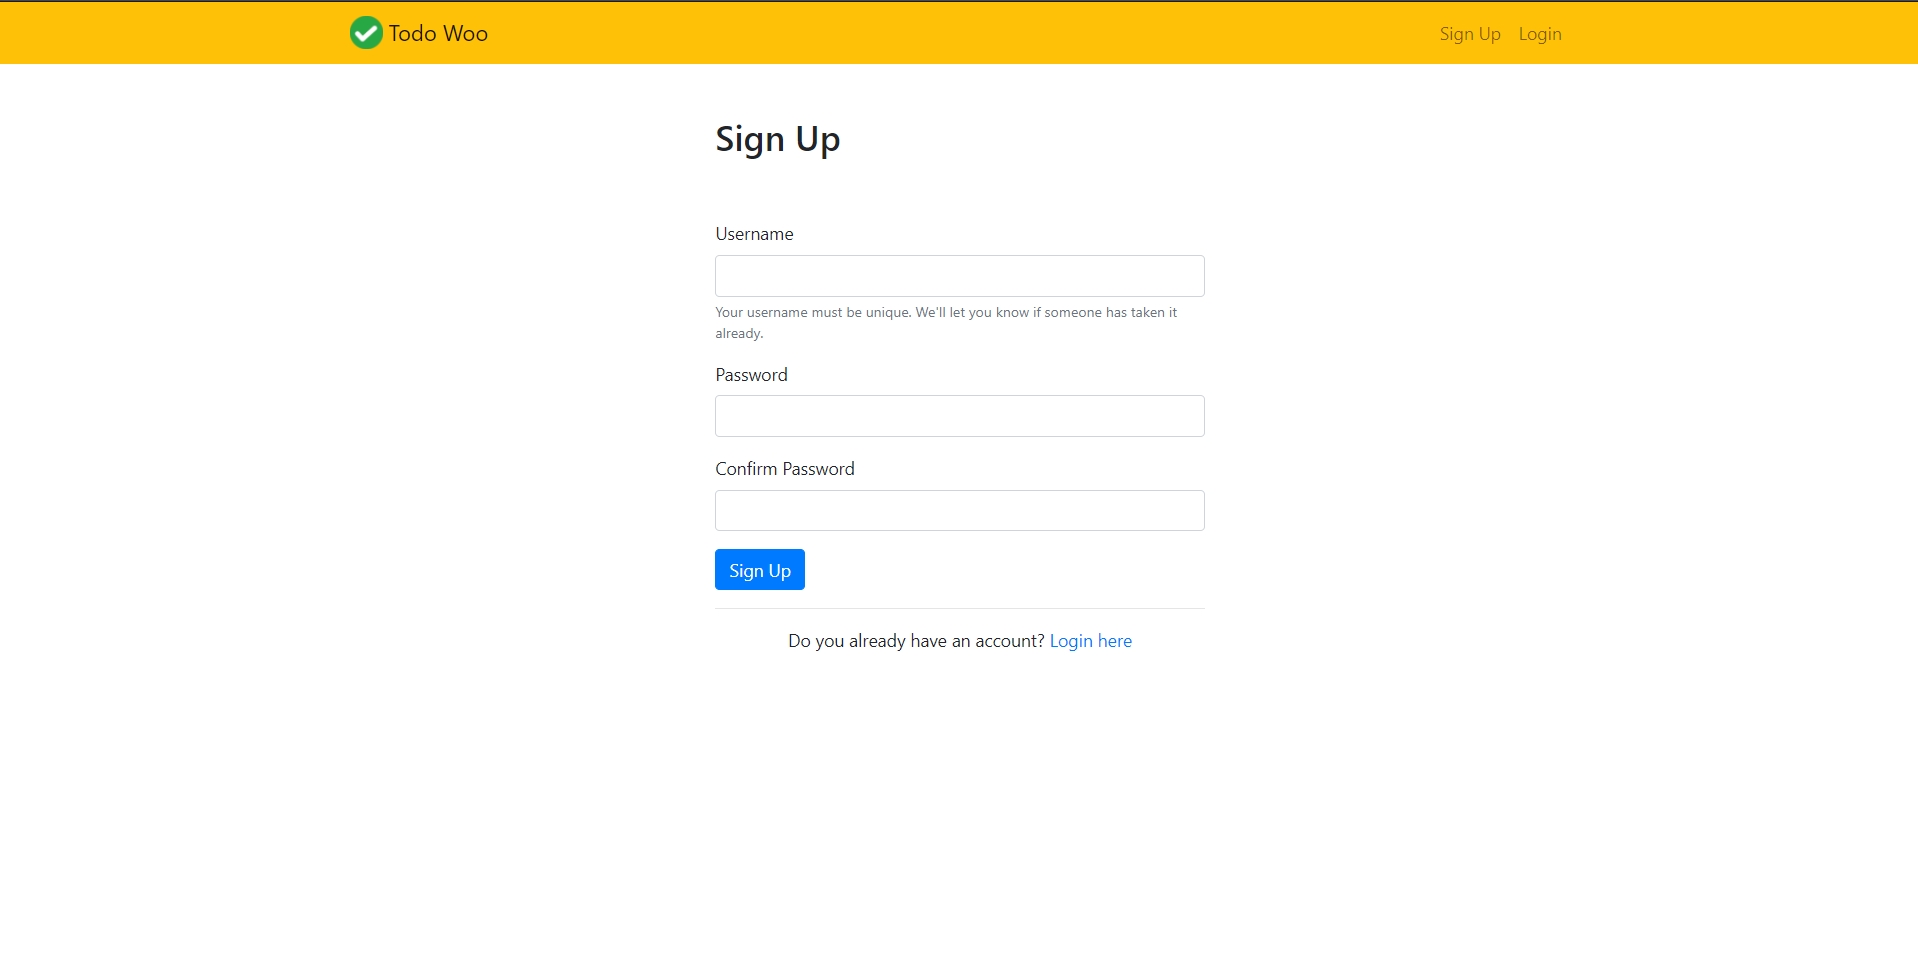 Todo Woo
Sign Up
Login
Sign Up
Username
Your username must be unique. We'll let you know if someone has taken it
already.
Password
Confirm Password
Sign Up
Do you already have an account? Login here